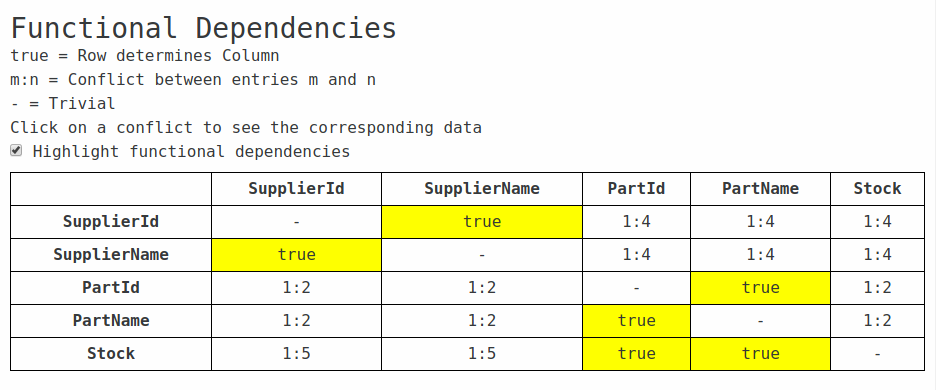 Functional Dependencies
true = Row determines Column
m:n = Conflict between entries m and n
- = Trivial
Click on a conflict to see the corresponding data
Highlight functional dependencies
SupplierId SupplierName PartId PartName Stock
SupplierId - true 1:4 1:4 1:4
SupplierName true - 1:4 1:4 1:4
PartId 1:2 1:2 - true 1:2
PartName 1:2 1:2 true - 1:2
Stock 1:5 1:5 true true -